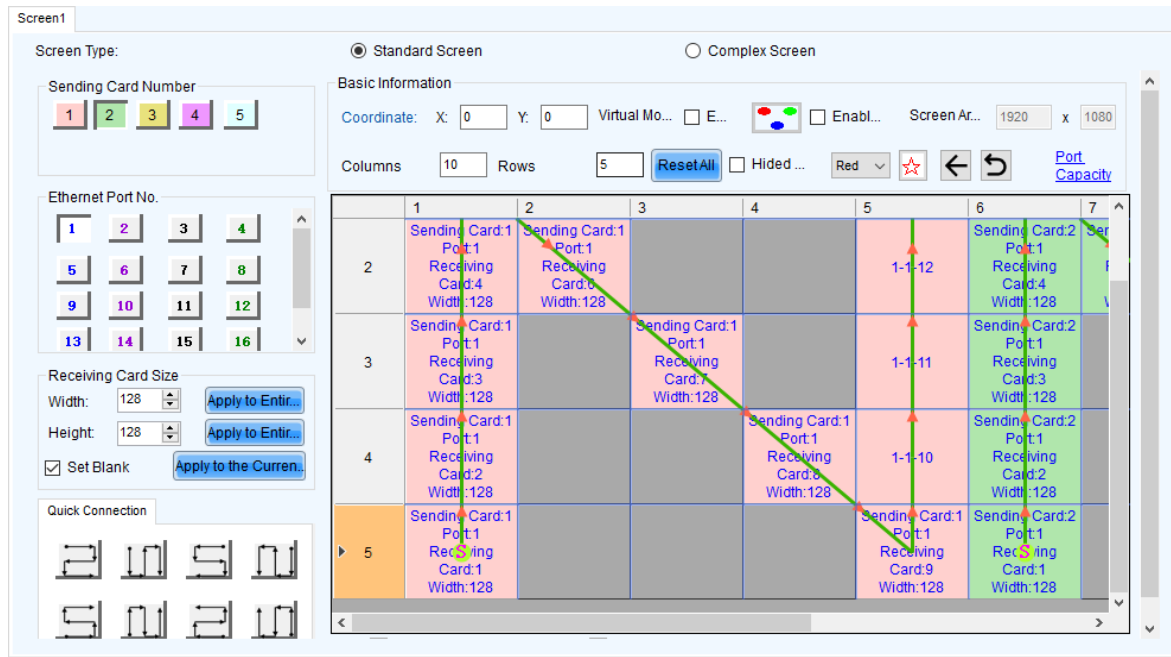 Screen1
Screen Type:
Standard Screen
Complex Screen
Sending Card Number
1 2 3 4 5
Basic Information
Coordinate: X: 0 Y: 0 Virtual Mo... E... Enabl... Screen Ar... 1920 x 1080
Columns 10 Rows 5 Reset All Hided ... Red Port
Capacity
Ethernet Port No.
1 2 3 4
5 6 7 8
9 10 11 12
13 14 15 16
Receiving Card Size
Width: 128 Apply to Entir...
Height: 128 Apply to Entir...
Set Blank Apply to the Curren...
Quick Connection
1 2 3 4 5 6 7
2
Sending Card:1
Port:1
Receiving
Card:4
Width:128
Sending Card:1
Port:1
Receiving
Card:6
Width:128
1-1-12
Sending Card:2
Port:1
Receiving
Card:4
Width:128
3
Sending Card:1
Port:1
Receiving
Card:3
Width:128
Sending Card:1
Port:1
Receiving
Card:7
Width:128
1-1-11
Sending Card:2
Port:1
Receiving
Card:3
Width:128
4
Sending Card:1
Port:1
Receiving
Card:2
Width:128
Sending Card:1
Port:1
Receiving
Card:8
Width:128
1-1-10
Sending Card:2
Port:1
Receiving
Card:2
Width:128
5
Sending Card:1
Port:1
Receiving
Card:1
Width:128
S
Sending Card:1
Port:1
Receiving
Card:9
Width:128
Sending Card:2
Port:1
Receiving
Card:1
Width:128
S